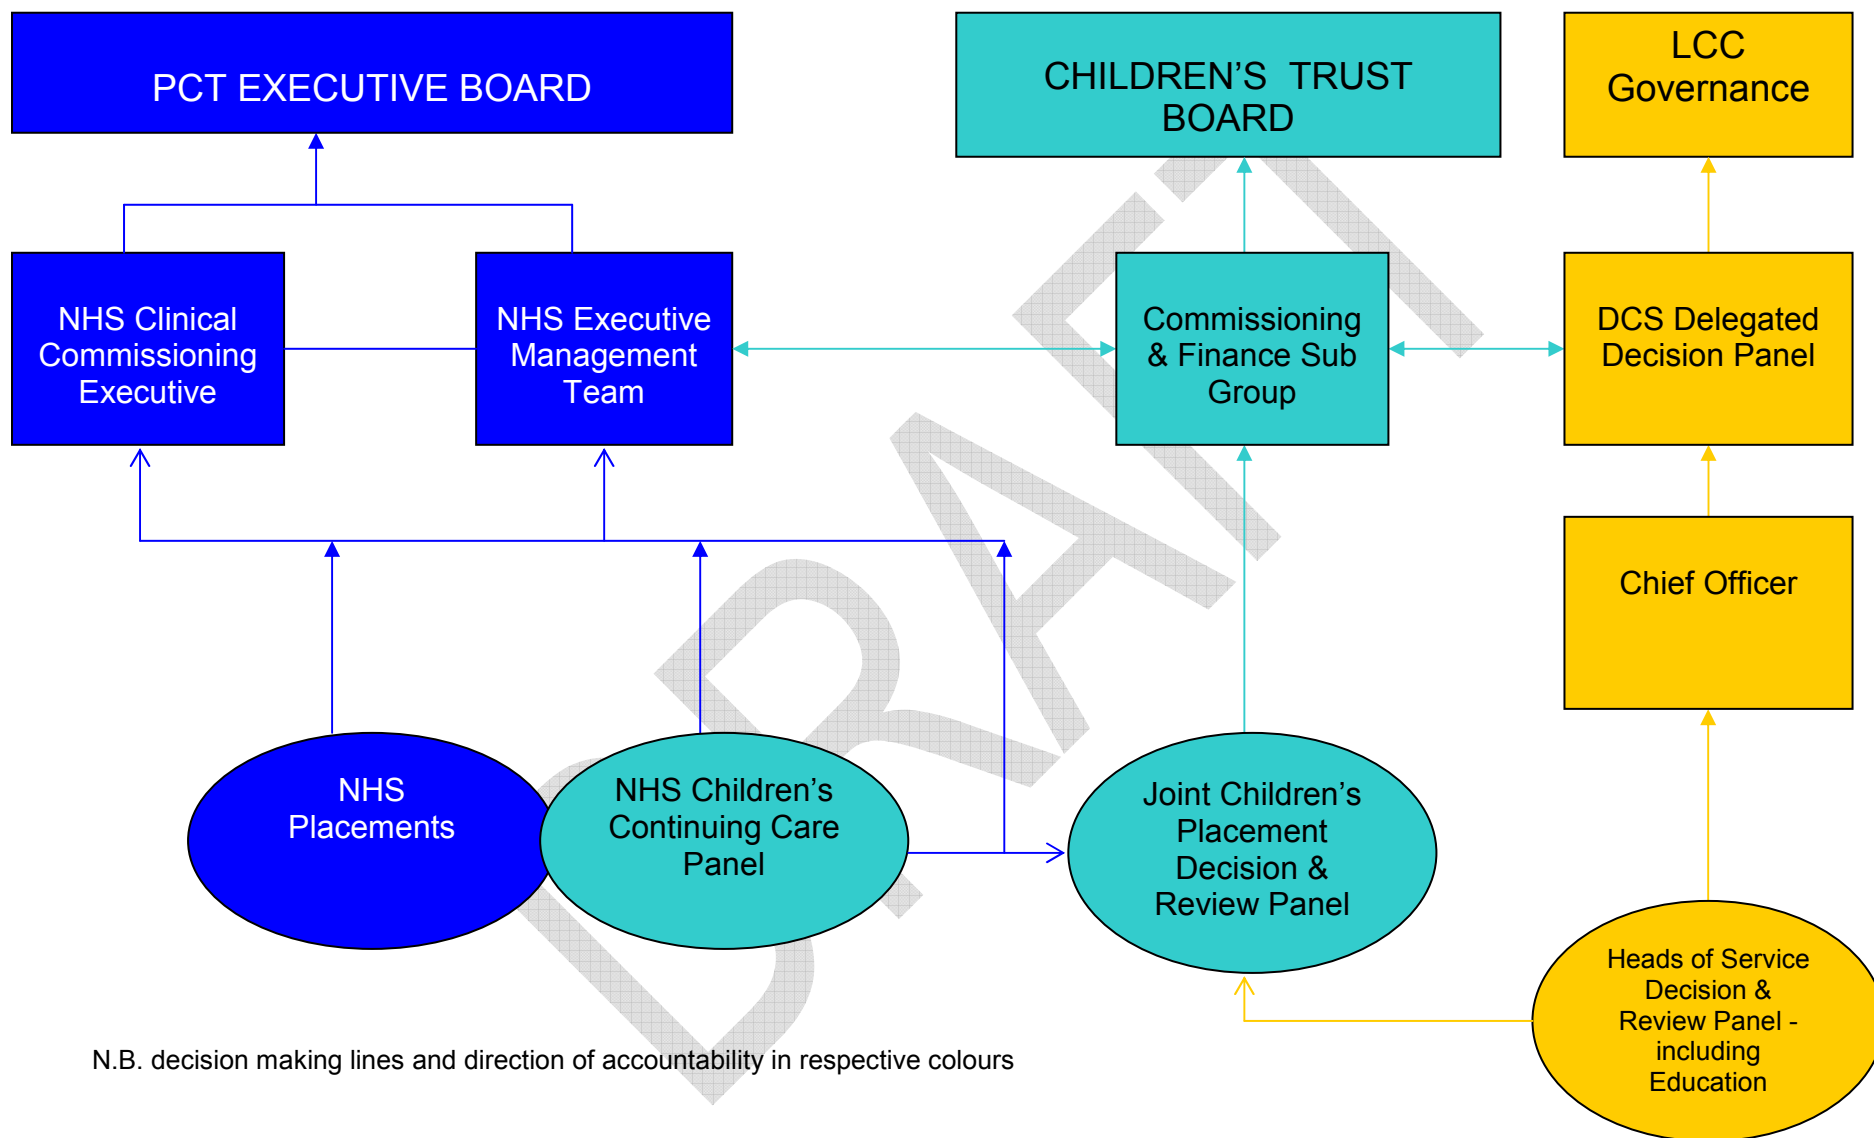 PCT EXECUTIVE BOARD
CHILDREN’S TRUST
BOARD
LCC
Governance
NHS Clinical
Commissioning
Executive
NHS Executive
Management
Team
Commissioning
& Finance Sub
Group
DCS Delegated
Decision Panel
Chief Officer
NHS
Placements
NHS Children’s
Continuing Care
Panel
Joint Children’s
Placement
Decision &
Review Panel
Heads of Service
Decision &
Review Panel -
including
Education
N.B. decision making lines and direction of accountability in respective colours
DRAFT